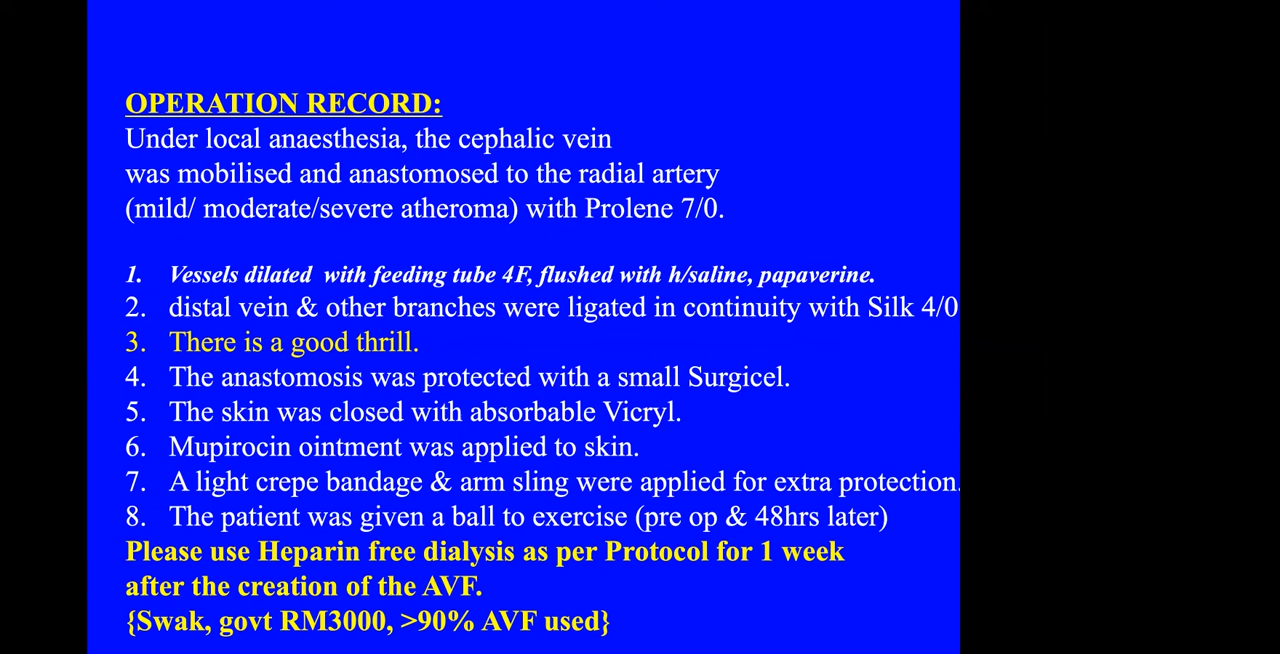 OPERATION RECORD:
Under local anaesthesia, the cephalic vein
was mobilised and anastomosed to the radial artery
(mild/ moderate/severe atheroma) with Prolene 7/0.
1. Vessels dilated with feeding tube 4F, flushed with h/saline, papaverine.
2. distal vein & other branches were ligated in continuity with Silk 4/0
3. There is a good thrill.
4. The anastomosis was protected with a small Surgicel.
5. The skin was closed with absorbable Vicryl.
6. Mupirocin ointment was applied to skin.
7. A light crepe bandage & arm sling were applied for extra protection.
8. The patient was given a ball to exercise (pre op & 48hrs later)
Please use Heparin free dialysis as per Protocol for 1 week
after the creation of the AVF.
{Swak, govt RM3000, >90% AVF used}